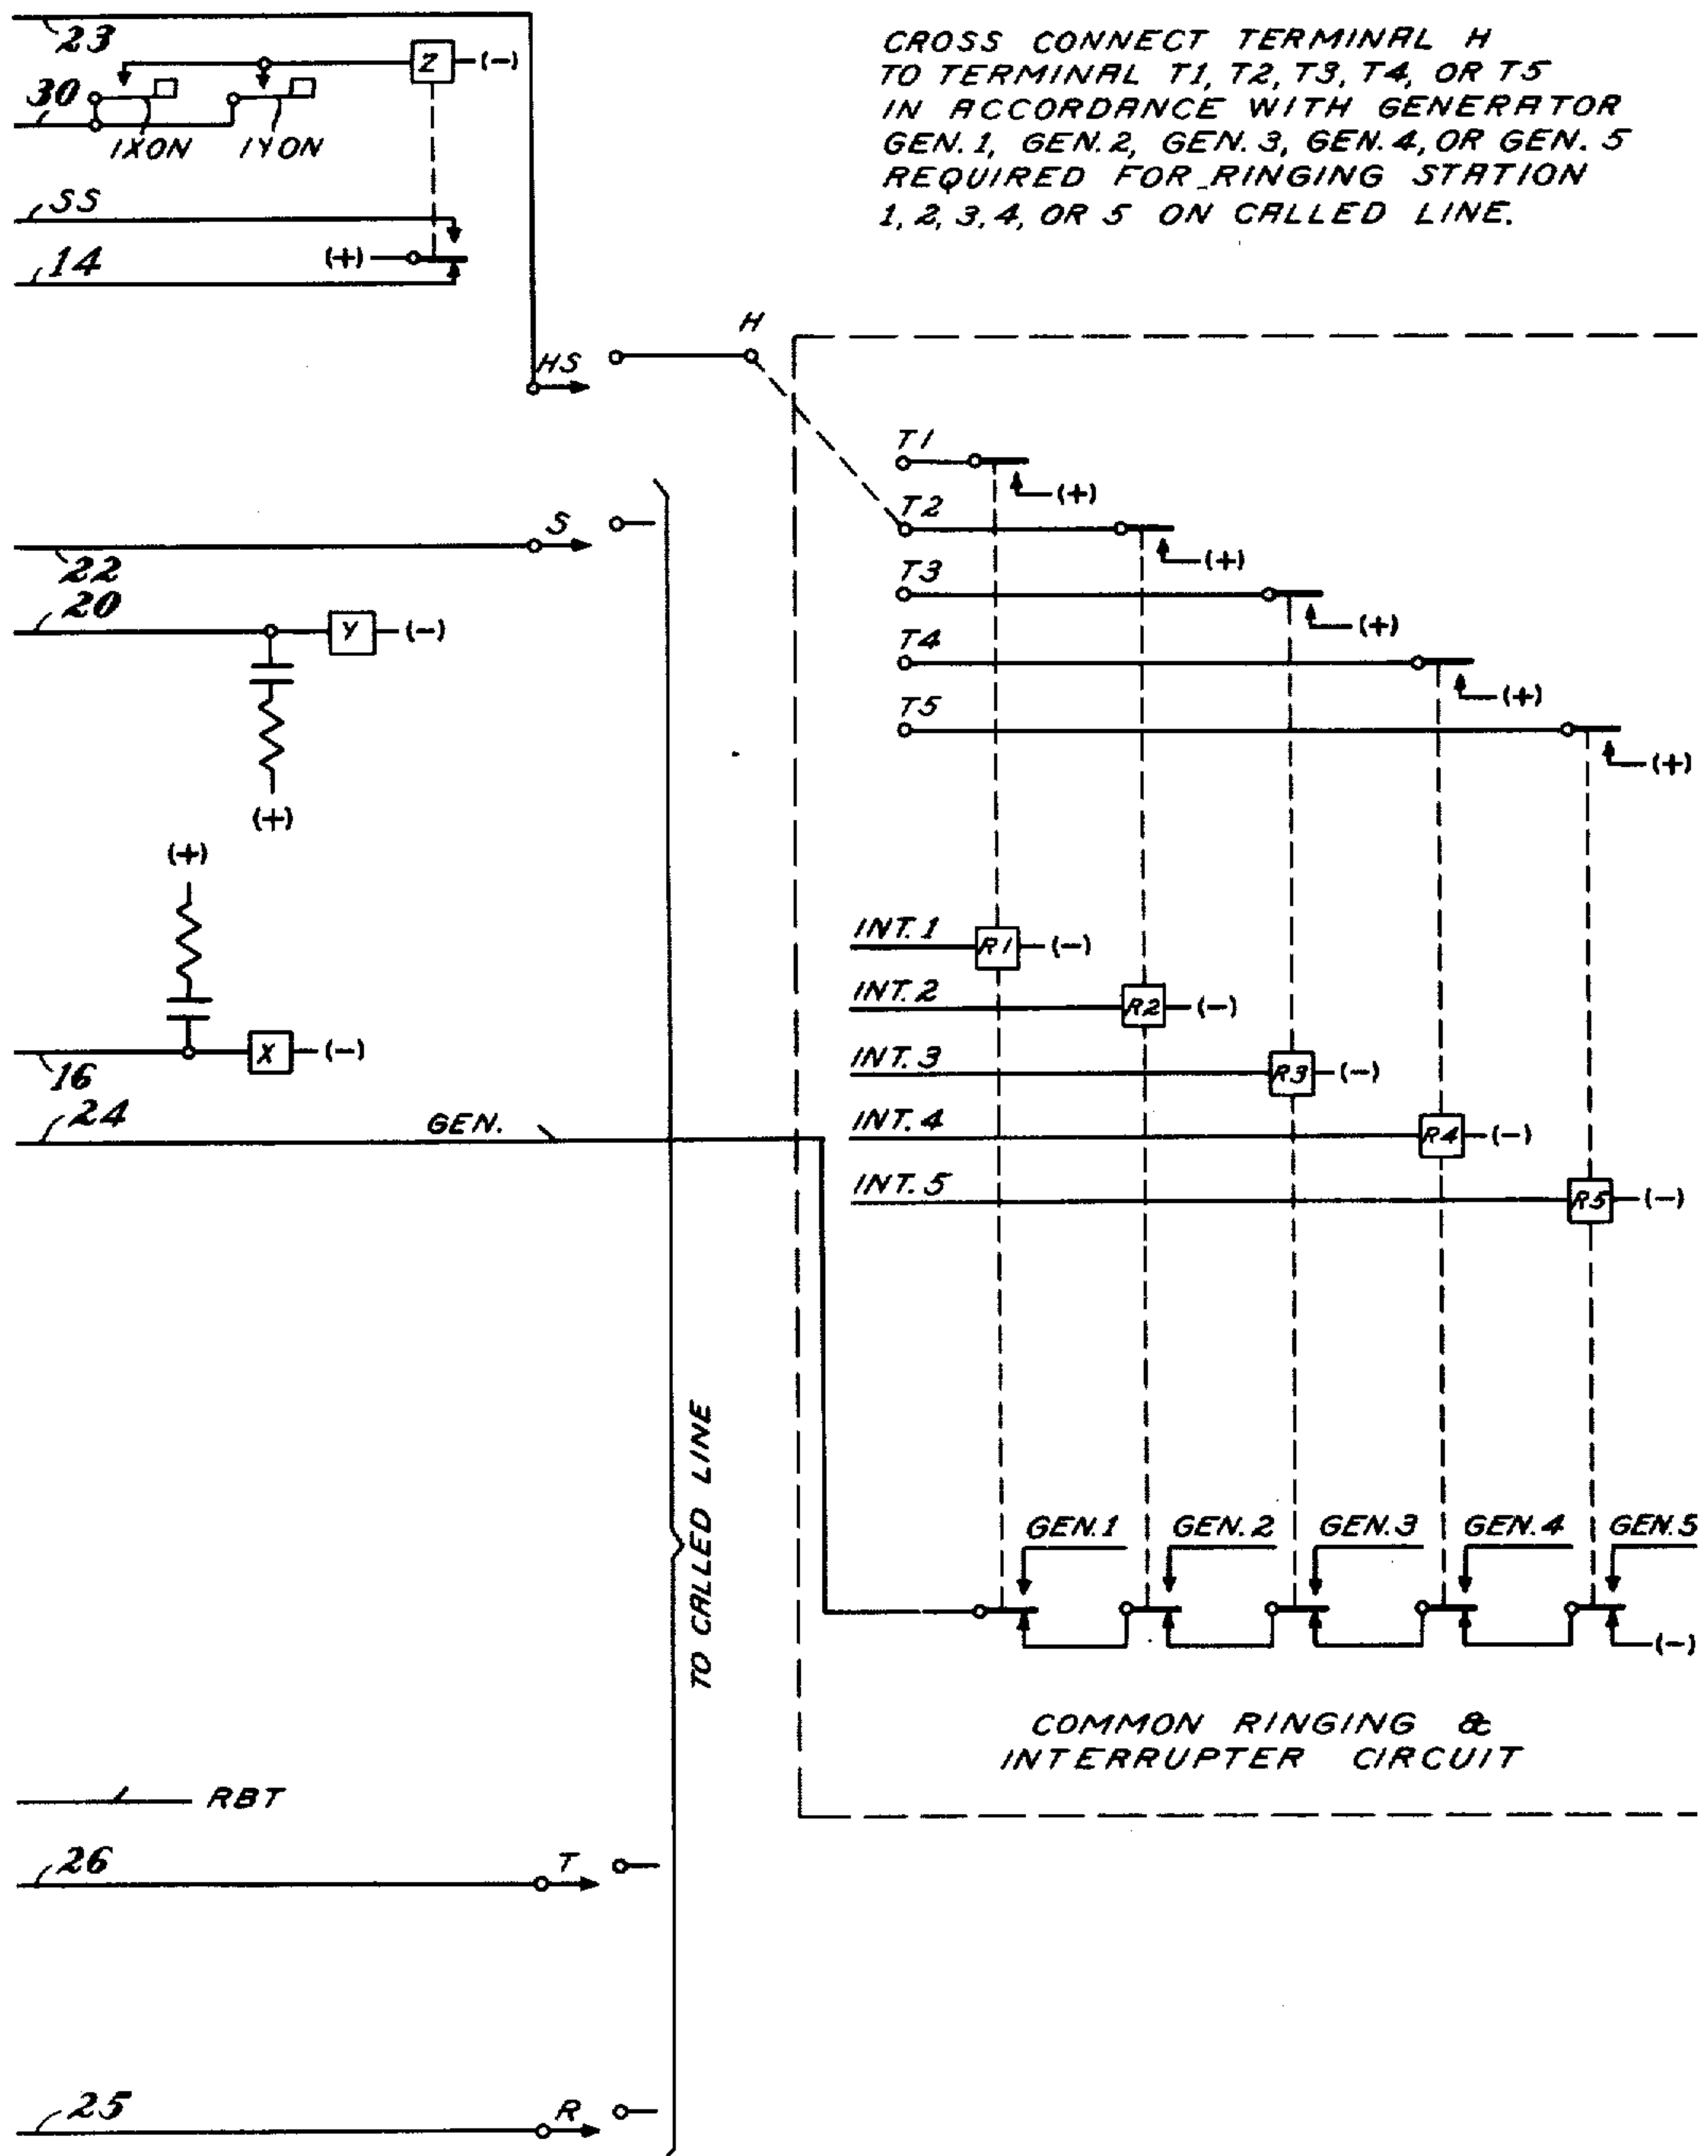 23
CROSS CONNECT TERMINAL H
TO TERMINAL T1, T2, T3, T4, OR T5
IN ACCORDANCE WITH GENERATOR
GEN. 1, GEN. 2, GEN. 3, GEN. 4, OR GEN. 5
REQUIRED FOR RINGING STATION
1, 2, 3, 4, OR 5 ON CALLED LINE.
Z (-)
30
1XON 1YON
SS
(+)
14
H
HS
T1
(+)
S
T2
(+)
22
T3
20
Y (-)
(+)
T4
(+)
T5
(+)
(+)
(+)
INT. 1 R1 (-)
INT. 2 R2 (-)
X (-)
16
INT. 3 R3 (-)
24 GEN.
INT. 4 R4 (-)
INT. 5 R5 (-)
TO CALLED LINE
GEN. 1 GEN. 2 GEN. 3 GEN. 4 GEN. 5
(-)
COMMON RINGING &
INTERRUPTER CIRCUIT
RBT
26 T
25 R